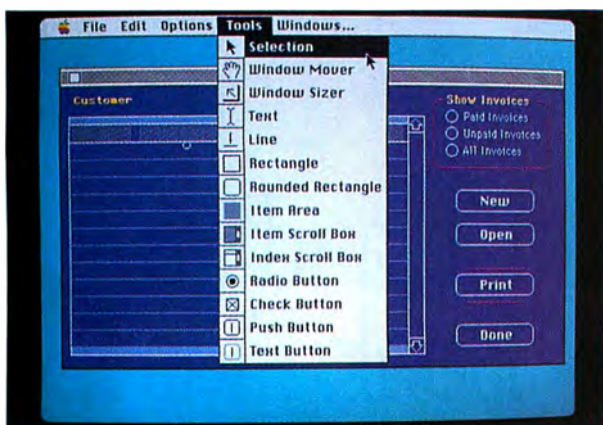 File Edit Options Tools Windows...
Selection
Window Mover
Window Sizer
Text
Line
Rectangle
Rounded Rectangle
Item Area
Item Scroll Box
Index Scroll Box
Radio Button
Check Button
Push Button
Text Button
Customer
Show Invoices
Paid Invoices
Unpaid Invoices
All Invoices
New
Open
Print
Done